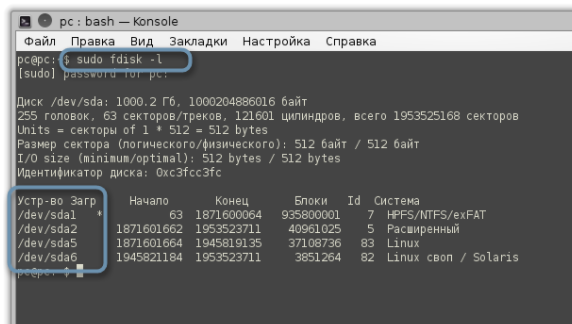 pc : bash — Konsole
Файл Правка Вид Закладки Настройка Справка
pc@pc:~$ sudo fdisk -l
[sudo] password for pc:
Диск /dev/sda: 1000.2 Гб, 1000204886016 байт
255 головок, 63 секторов/треков, 121601 цилиндров, всего 1953525168 секторов
Units = секторы of 1 * 512 = 512 bytes
Размер сектора (логического/физического): 512 байт / 512 байт
I/O size (minimum/optimal): 512 bytes / 512 bytes
Идентификатор диска: 0xc3fcc3fc
Устр-во Загр Начало Конец Блоки Id Система
/dev/sda1 * 63 1871600064 935800001 7 HPFS/NTFS/exFAT
/dev/sda2 1871601662 1953523711 40961025 5 Расширенный
/dev/sda5 1871601664 1945819135 37108736 83 Linux
/dev/sda6 1945821184 1953523711 3851264 82 Linux своп / Solaris
pc@pc:~$